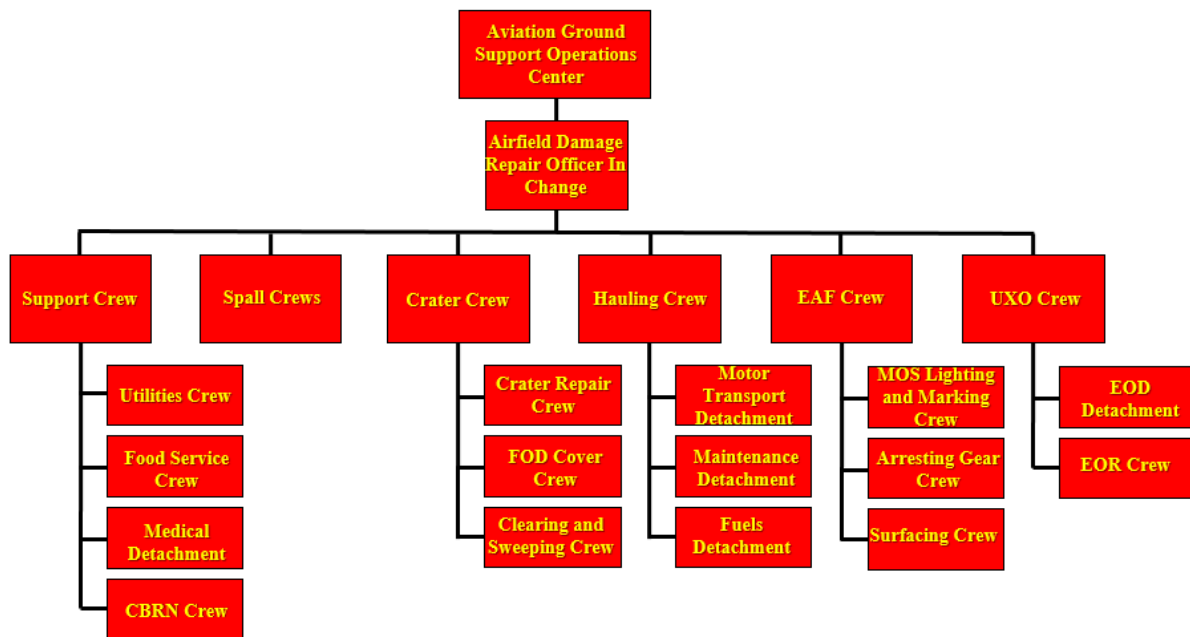 Aviation Ground
Support Operations
Center
Airfield Damage
Repair Officer In
Change
Support Crew
Spall Crews
Crater Crew
Hauling Crew
EAF Crew
UXO Crew
Utilities Crew
Food Service
Crew
Medical
Detachment
CBRN Crew
Crater Repair
Crew
FOD Cover
Crew
Clearing and
Sweeping Crew
Motor
Transport
Detachment
Maintenance
Detachment
Fuels
Detachment
MOS Lighting
and Marking
Crew
Arresting Gear
Crew
Surfacing Crew
EOD
Detachment
EOR Crew